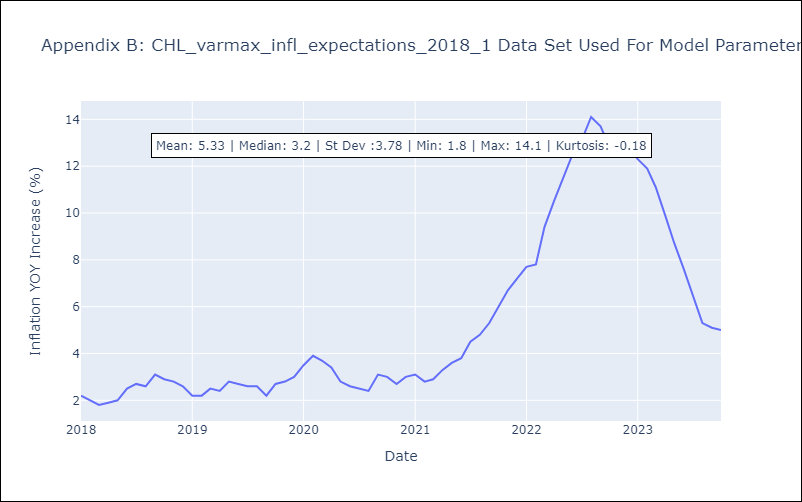 Appendix B: CHL_varmax_infl_expectations_2018_1 Data Set Used For Model Parameter
14
Mean: 5.33 | Median: 3.2 | St Dev :3.78 | Min: 1.8 | Max: 14.1 | Kurtosis: -0.18
12
10
8
6
4
2
Inflation YOY Increase (%)
2018 2019 2020 2021 2022 2023
Date